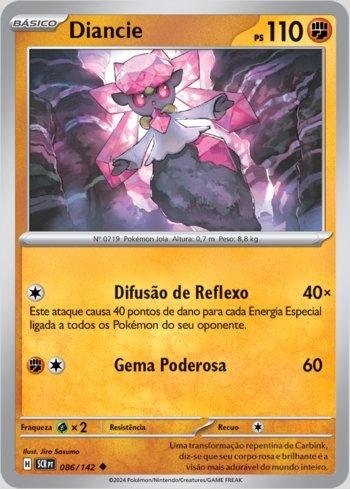 BÁSICO
Diancie
PS 110
Nº 0719 Pokémon Joia Altura: 0,7 m Peso: 8,8 kg
Difusão de Reflexo 40×
Este ataque causa 40 pontos de dano para cada Energia Especial
ligada a todos os Pokémon do seu oponente.
Gema Poderosa 60
Fraqueza ×2 Resistência Recuo
Ilust. Jiro Sasumo
H SCR PT 086/142
Uma transformação repentina de Carbink,
diz-se que seu corpo rosa e brilhante é a
visão mais adorável do mundo inteiro.
©2024 Pokémon/Nintendo/Creatures/GAME FREAK